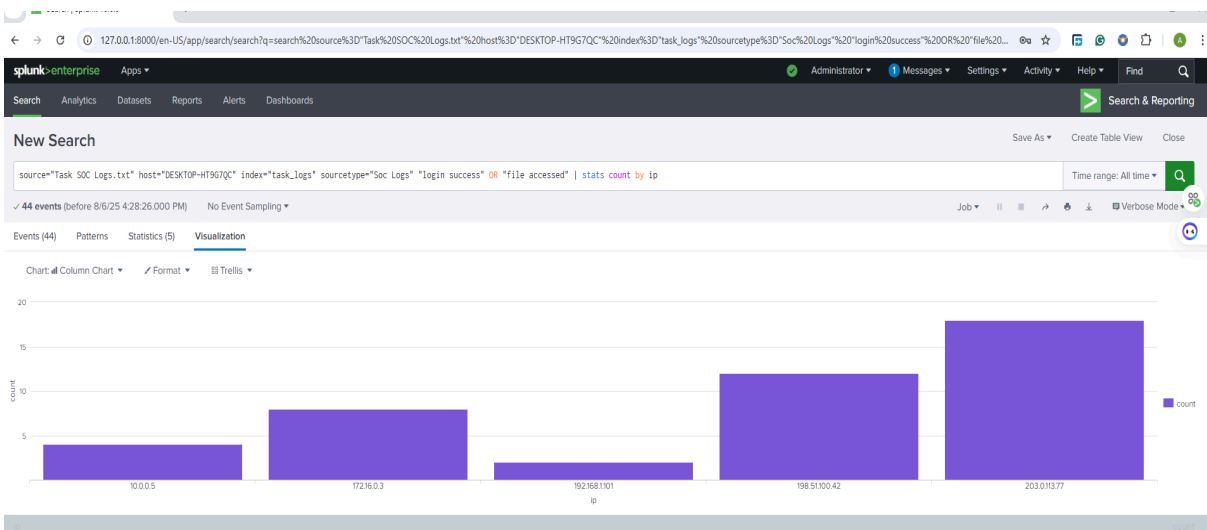 127.0.0.1:8000/en-US/app/search/search?q=search%20source%3D"Task%20SOC%20Logs.txt"%20host%3D"DESKTOP-HT9G7QC"%20index%3D"task_logs"%20sourcetype%3D"Soc%20Logs"%20"login%20success"%20OR%20"file%20...
splunk>enterprise Apps Administrator 1 Messages Settings Activity Help Find
Search Analytics Datasets Reports Alerts Dashboards Search & Reporting
New Search Save As Create Table View Close
source="Task SOC Logs.txt" host="DESKTOP-HT9G7QC" index="task_logs" sourcetype="Soc Logs" "login success" OR "file accessed" | stats count by ip Time range: All time
44 events (before 8/6/25 4:28:26.000 PM) No Event Sampling Job Verbose Mode
Events (44) Patterns Statistics (5) Visualization
Chart: Column Chart Format Trellis
20
15
10
5
count
count
10.0.0.5 172.16.0.3 192.168.1.101 198.51.100.42 203.0.113.77
ip